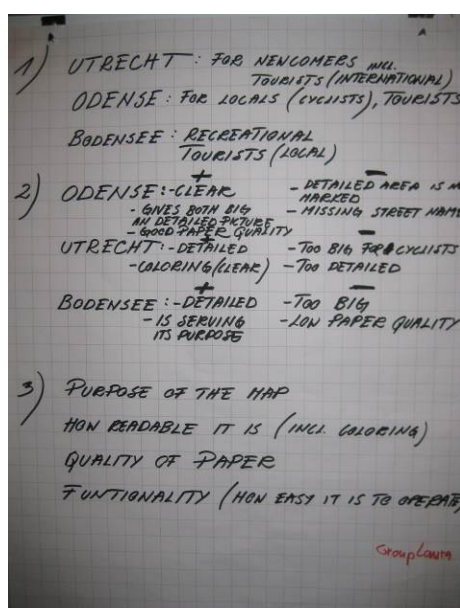 1) UTRECHT: FOR NEWCOMERS INCL.
TOURISTS (INTERNATIONAL)
ODENSE: FOR LOCALS (CYCLISTS), TOURISTS
BODENSEE: RECREATIONAL
TOURISTS (LOCAL)
+ −
2) ODENSE: -CLEAR - DETAILED AREA IS
MARKED
- GIVES BOTH BIG - MISSING STREET NAME
AN DETAILED PICTURE
- GOOD PAPER QUALITY
+ −
UTRECHT: -DETAILED - TOO BIG FOR CYCLISTS
-COLORING/CLEAR) - TOO DETAILED
+ −
BODENSEE: -DETAILED -TOO BIG
- IS SERVING -LOW PAPER QUALITY
ITS PURPOSE
3) PURPOSE OF THE MAP
HOW READABLE IT IS (INCL. COLORING)
QUALITY OF PAPER
FUNTIONALITY (HOW EASY IT IS TO OPERATE)
Group Laura